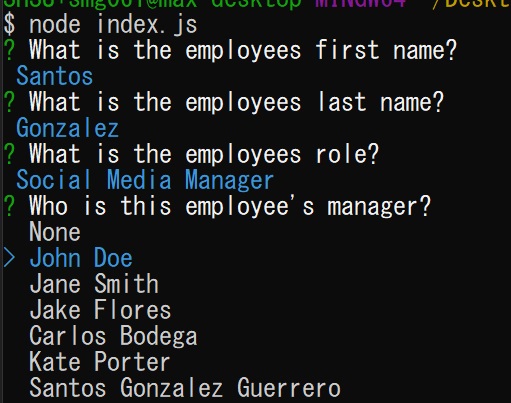 $ node index.js
? What is the employees first name?
Santos
? What is the employees last name?
Gonzalez
? What is the employees role?
Social Media Manager
? Who is this employee's manager?
None
> John Doe
Jane Smith
Jake Flores
Carlos Bodega
Kate Porter
Santos Gonzalez Guerrero